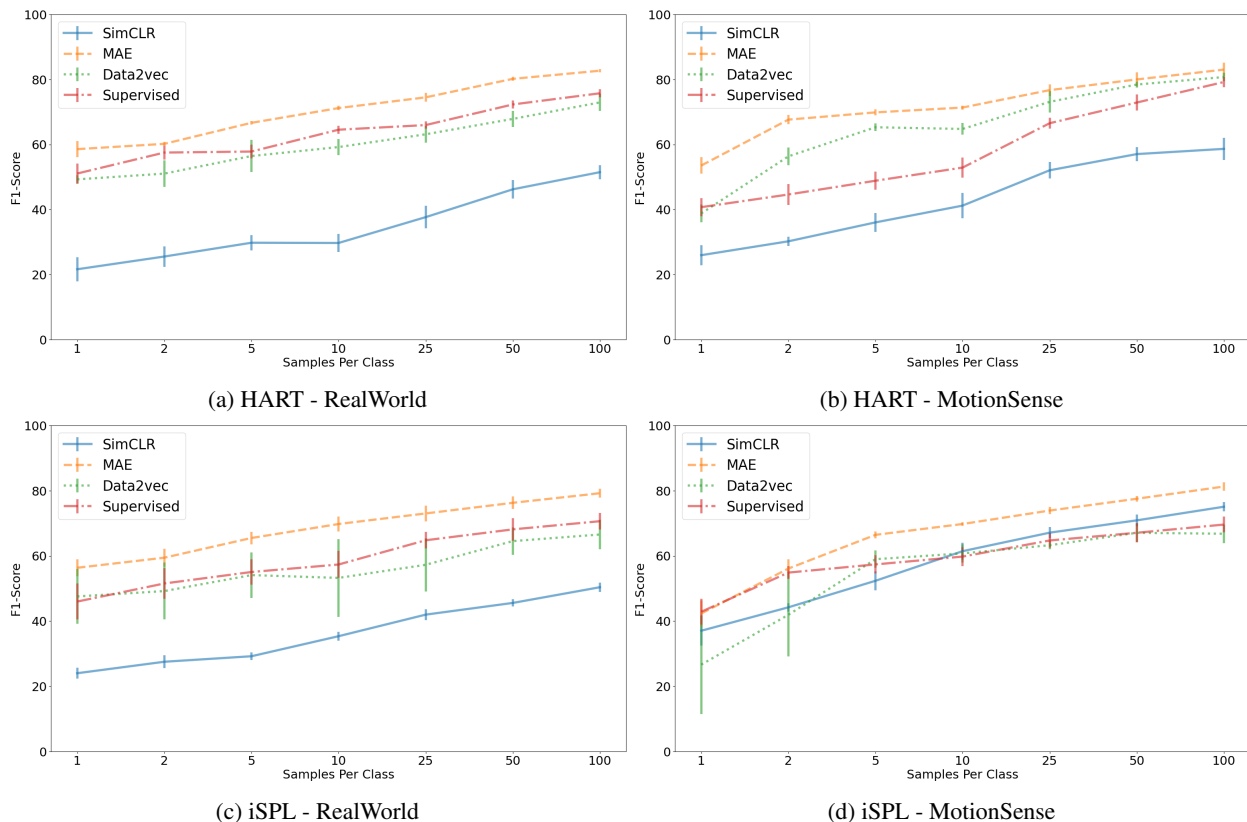 100
80
60
40
20
0
F1-Score
SimCLR
MAE
Data2vec
Supervised
1 2 5 10 25 50 100
Samples Per Class
(a) HART - RealWorld
100
80
60
40
20
0
F1-Score
SimCLR
MAE
Data2vec
Supervised
1 2 5 10 25 50 100
Samples Per Class
(b) HART - MotionSense
100
80
60
40
20
0
F1-Score
SimCLR
MAE
Data2vec
Supervised
1 2 5 10 25 50 100
Samples Per Class
(c) iSPL - RealWorld
100
80
60
40
20
0
F1-Score
SimCLR
MAE
Data2vec
Supervised
1 2 5 10 25 50 100
Samples Per Class
(d) iSPL - MotionSense